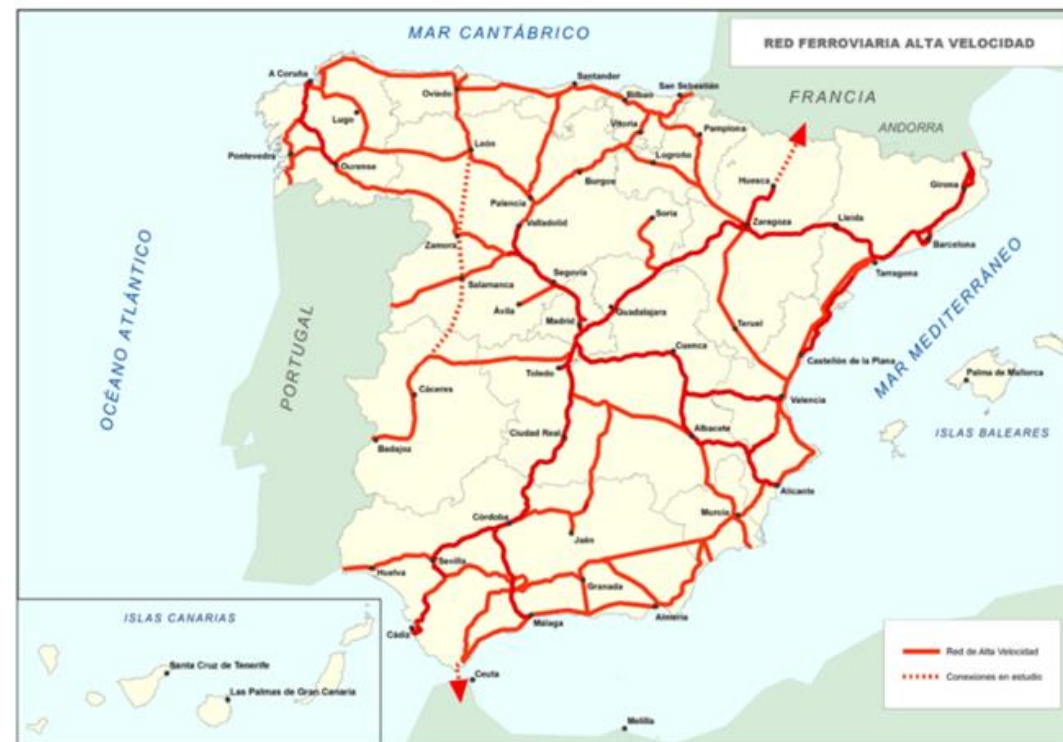 MAR CANTÁBRICO
RED FERROVIARIA ALTA VELOCIDAD
FRANCIA
ANDORRA
A Coruña
Oviedo
Santander
San Sebastián
Bilbao
Lugo
Vitoria
Pamplona
Pontevedra
León
Logroño
Ourense
Huesca
Girona
Burgos
Palencia
Soria
Zaragoza
Lleida
Valladolid
Barcelona
Zamora
Tarragona
OCÉANO ATLÁNTICO
Segovia
Salamanca
Ávila
Guadalajara
Madrid
Teruel
MAR MEDITERRÁNEO
PORTUGAL
Cuenca
Castellón de la Plana
Toledo
Palma de Mallorca
Cáceres
Valencia
ISLAS BALEARES
Ciudad Real
Albacete
Badajoz
Alicante
Murcia
Córdoba
Jaén
Sevilla
Huelva
Granada
Almería
Málaga
Cádiz
Ceuta
Melilla
ISLAS CANARIAS
Santa Cruz de Tenerife
Las Palmas de Gran Canaria
Red de Alta Velocidad
Conexiones en estudio